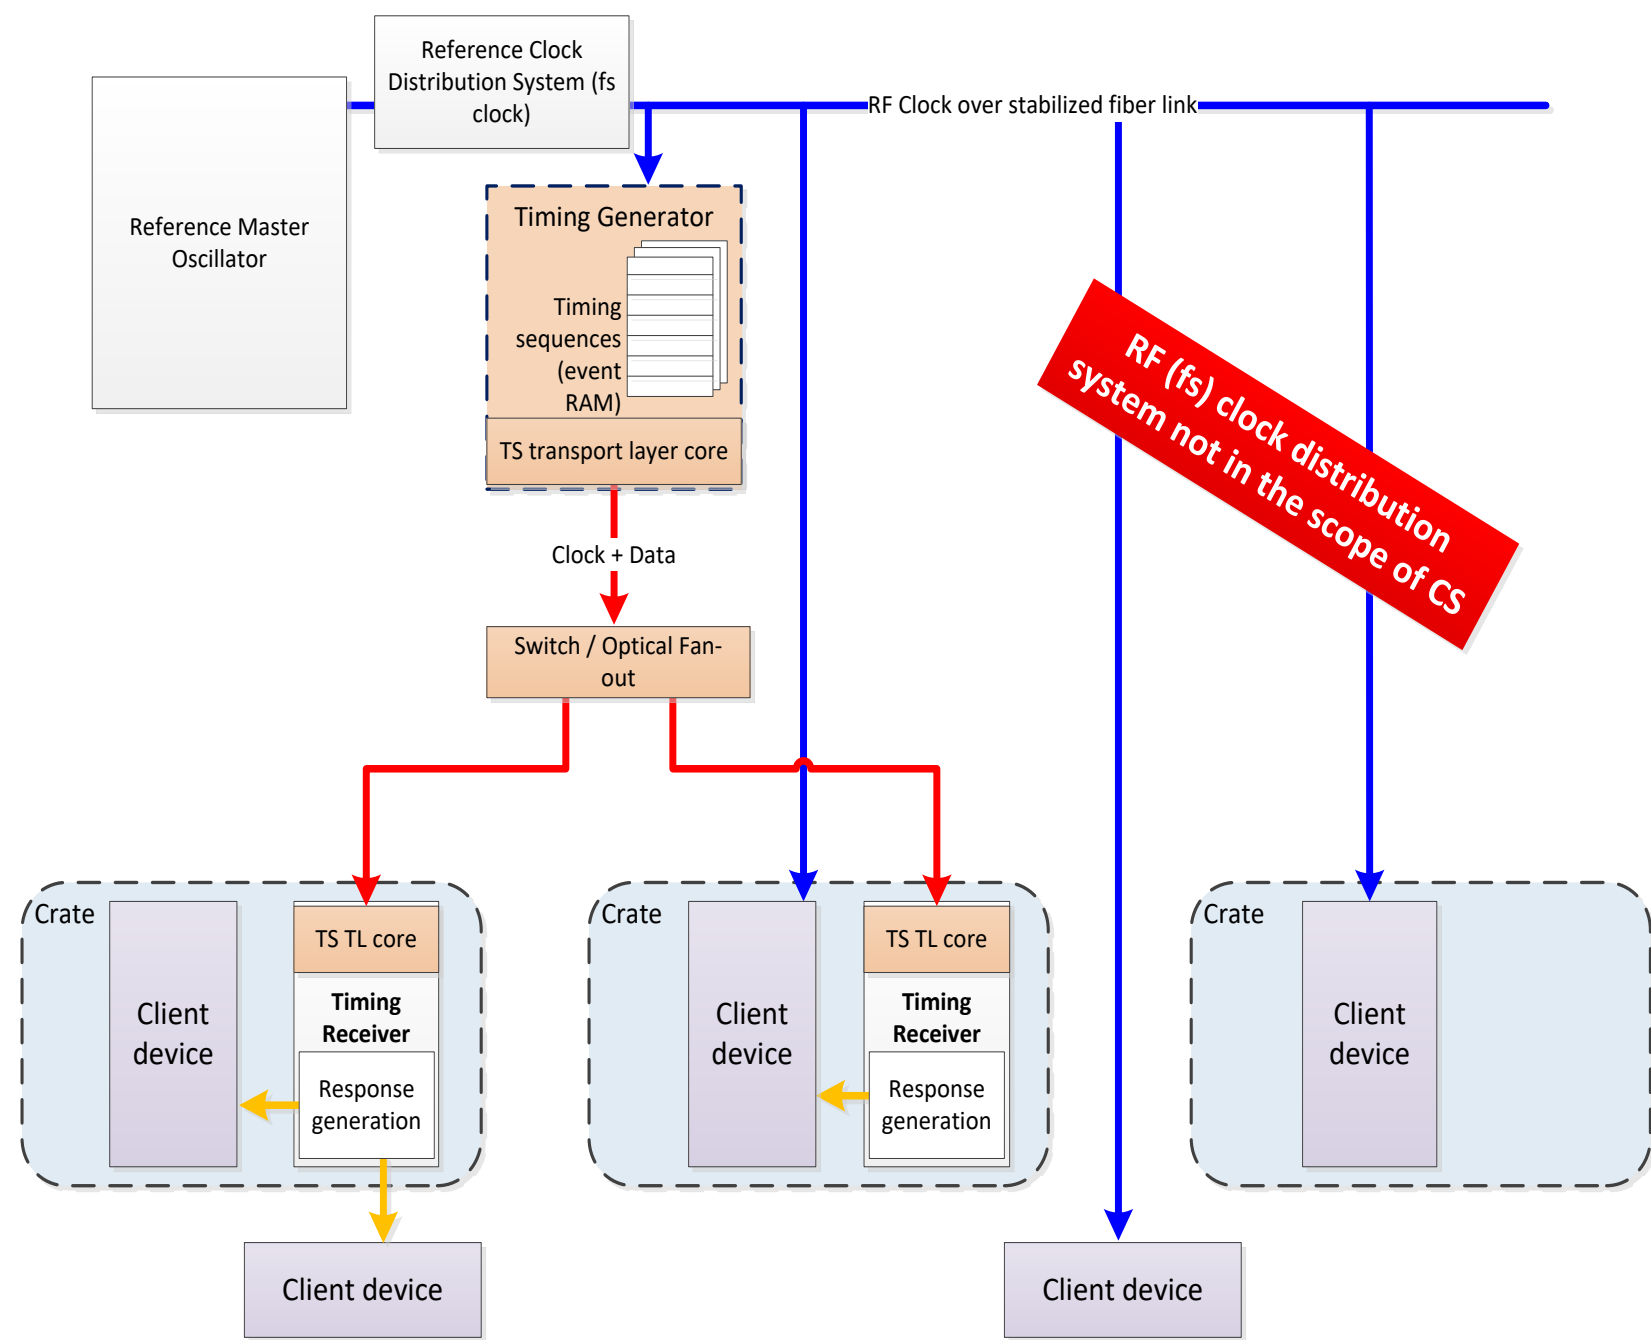 Reference Clock
Distribution System (fs
clock)
RF Clock over stabilized fiber link
Reference Master
Oscillator
Timing Generator
Timing
sequences
(event
RAM)
TS transport layer core
RF (fs) clock distribution
system not in the scope of CS
Clock + Data
Switch / Optical Fan-
out
Crate
Client
device
TS TL core
Timing
Receiver
Response
generation
Crate
Client
device
TS TL core
Timing
Receiver
Response
generation
Crate
Client
device
Client device
Client device